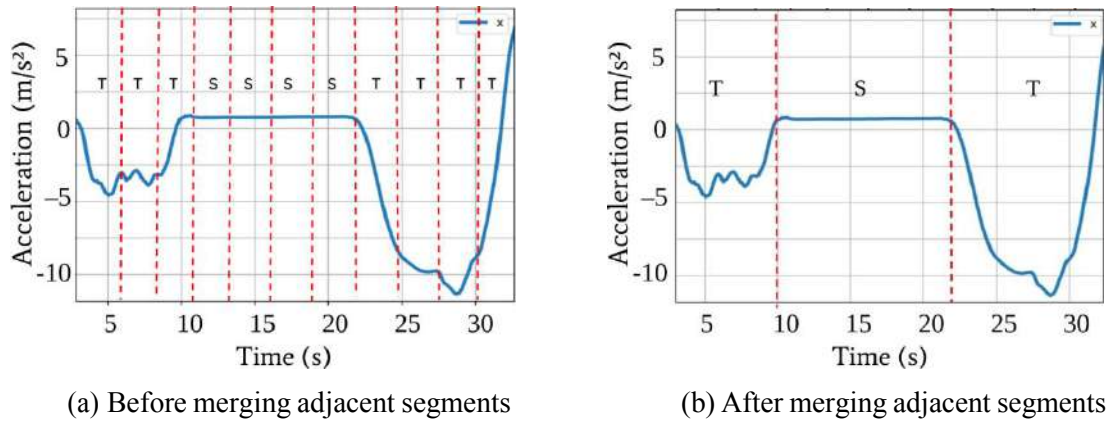 x
5
T T T S S S S T T T T
0
−5
-10
Acceleration (m/s²)
5 10 15 20 25 30
Time (s)
(a) Before merging adjacent segments
x
5
T S T
0
−5
-10
Acceleration (m/s²)
5 10 15 20 25 30
Time (s)
(b) After merging adjacent segments